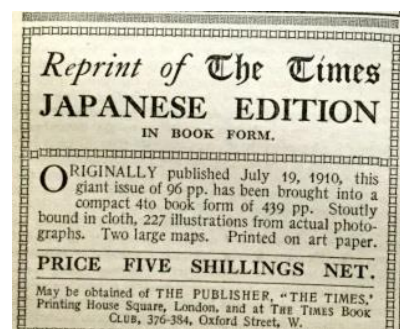 Reprint of The Times
JAPANESE EDITION
IN BOOK FORM.
ORIGINALLY published July 19, 1910, this
giant issue of 96 pp. has been brought into a
compact 4to book form of 439 pp. Stoutly
bound in cloth, 227 illustrations from actual photo-
graphs. Two large maps. Printed on art paper.
PRICE FIVE SHILLINGS NET.
May be obtained of THE PUBLISHER, "THE TIMES,"
Printing House Square, London, and at THE TIMES BOOK
CLUB, 376-384, Oxford Street, W.